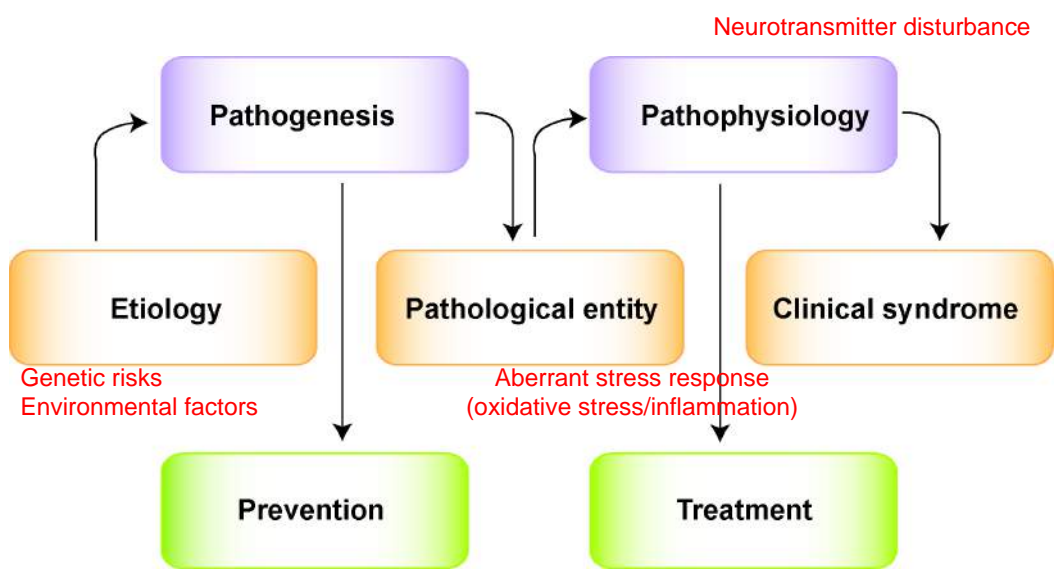 Neurotransmitter disturbance
Pathogenesis
Pathophysiology
Etiology
Pathological entity
Clinical syndrome
Genetic risks
Environmental factors
Aberrant stress response
(oxidative stress/inflammation)
Prevention
Treatment